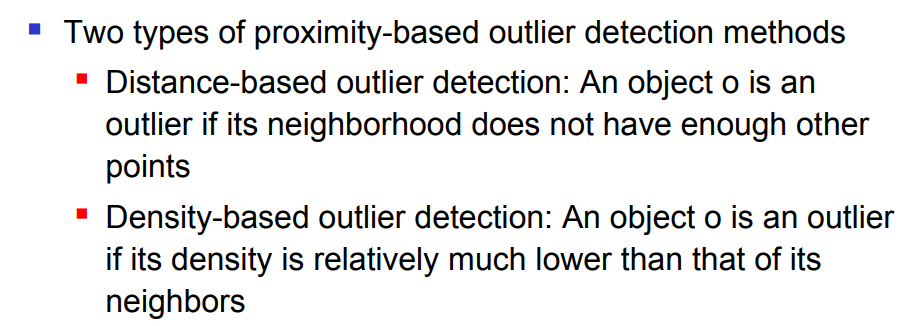 Two types of proximity-based outlier detection methods
Distance-based outlier detection: An object o is an
outlier if its neighborhood does not have enough other
points
Density-based outlier detection: An object o is an outlier
if its density is relatively much lower than that of its
neighbors